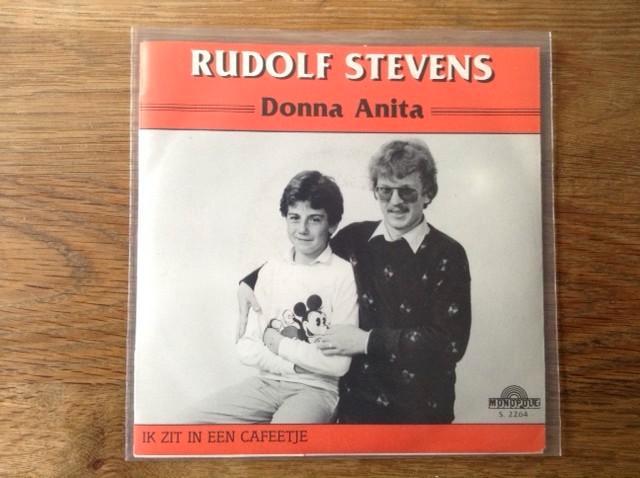 RUDOLF STEVENS
Donna Anita
MONOPOLE
S. 2264
IK ZIT IN EEN CAFEETJE